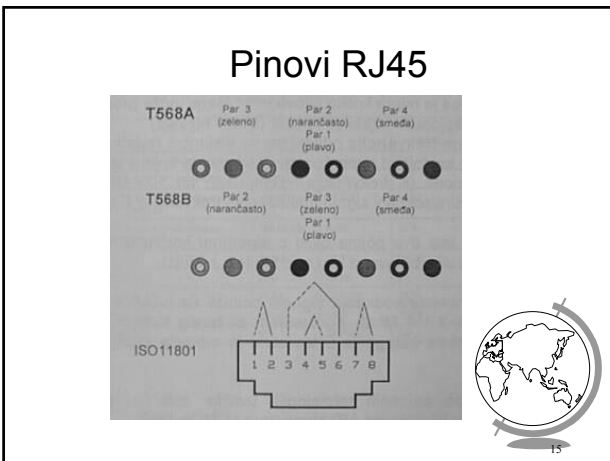 Pinovi RJ45
T568A
Par 3
(zeleno)
Par 2
(narančasto)
Par 1
(plavo)
Par 4
(smeđa)
T568B
Par 2
(narančasto)
Par 3
(zeleno)
Par 1
(plavo)
Par 4
(smeđa)
ISO11801
1 2 3 4 5 6 7 8
15